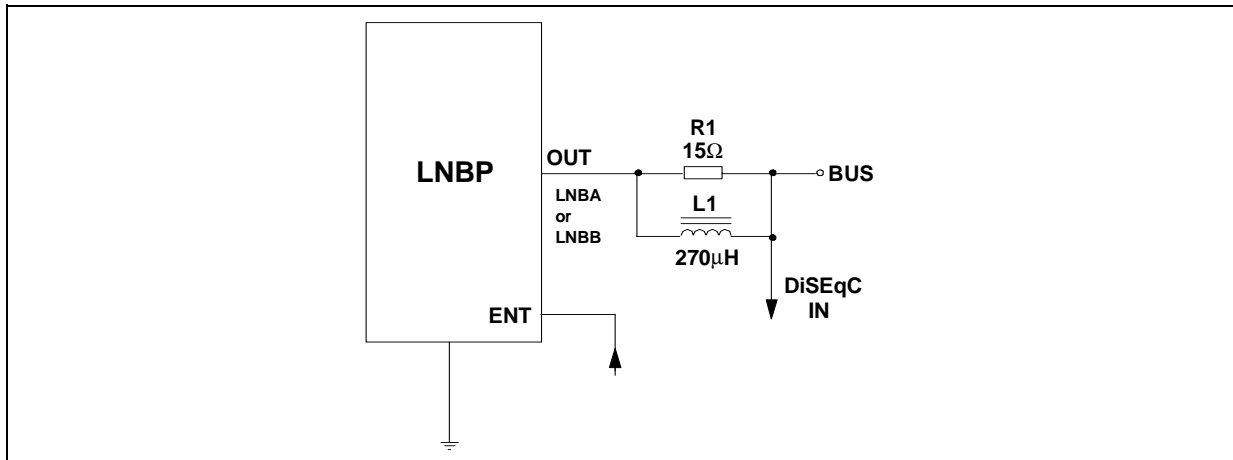 R1
15Ω
LNBP
OUT
BUS
LNBA
or
LNBB
L1
270μH
DiSEqC
IN
ENT